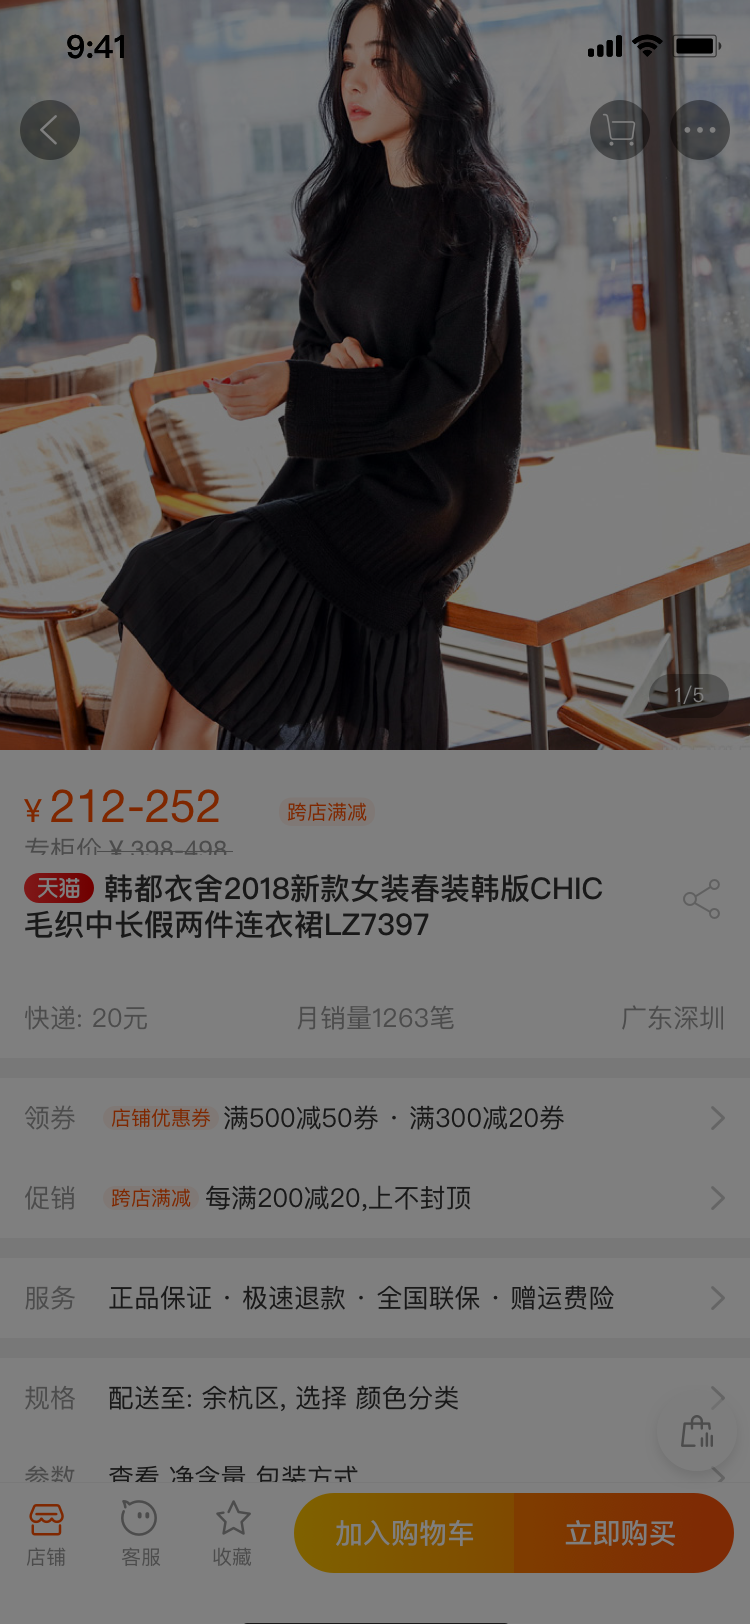 9:41
1/5
¥ 212-252 跨店满减
专柜价 ¥ 398-498
天猫 韩都衣舍2018新款女装春装韩版CHIC
毛织中长假两件连衣裙LZ7397
快递: 20元 月销量1263笔 广东深圳
领券 店铺优惠券 满500减50券 · 满300减20券
促销 跨店满减 每满200减20,上不封顶
服务 正品保证 · 极速退款 · 全国联保 · 赠运费险
规格 配送至: 余杭区, 选择 颜色分类
参数 查看 净含量 包装方式
店铺 客服 收藏 加入购物车 立即购买